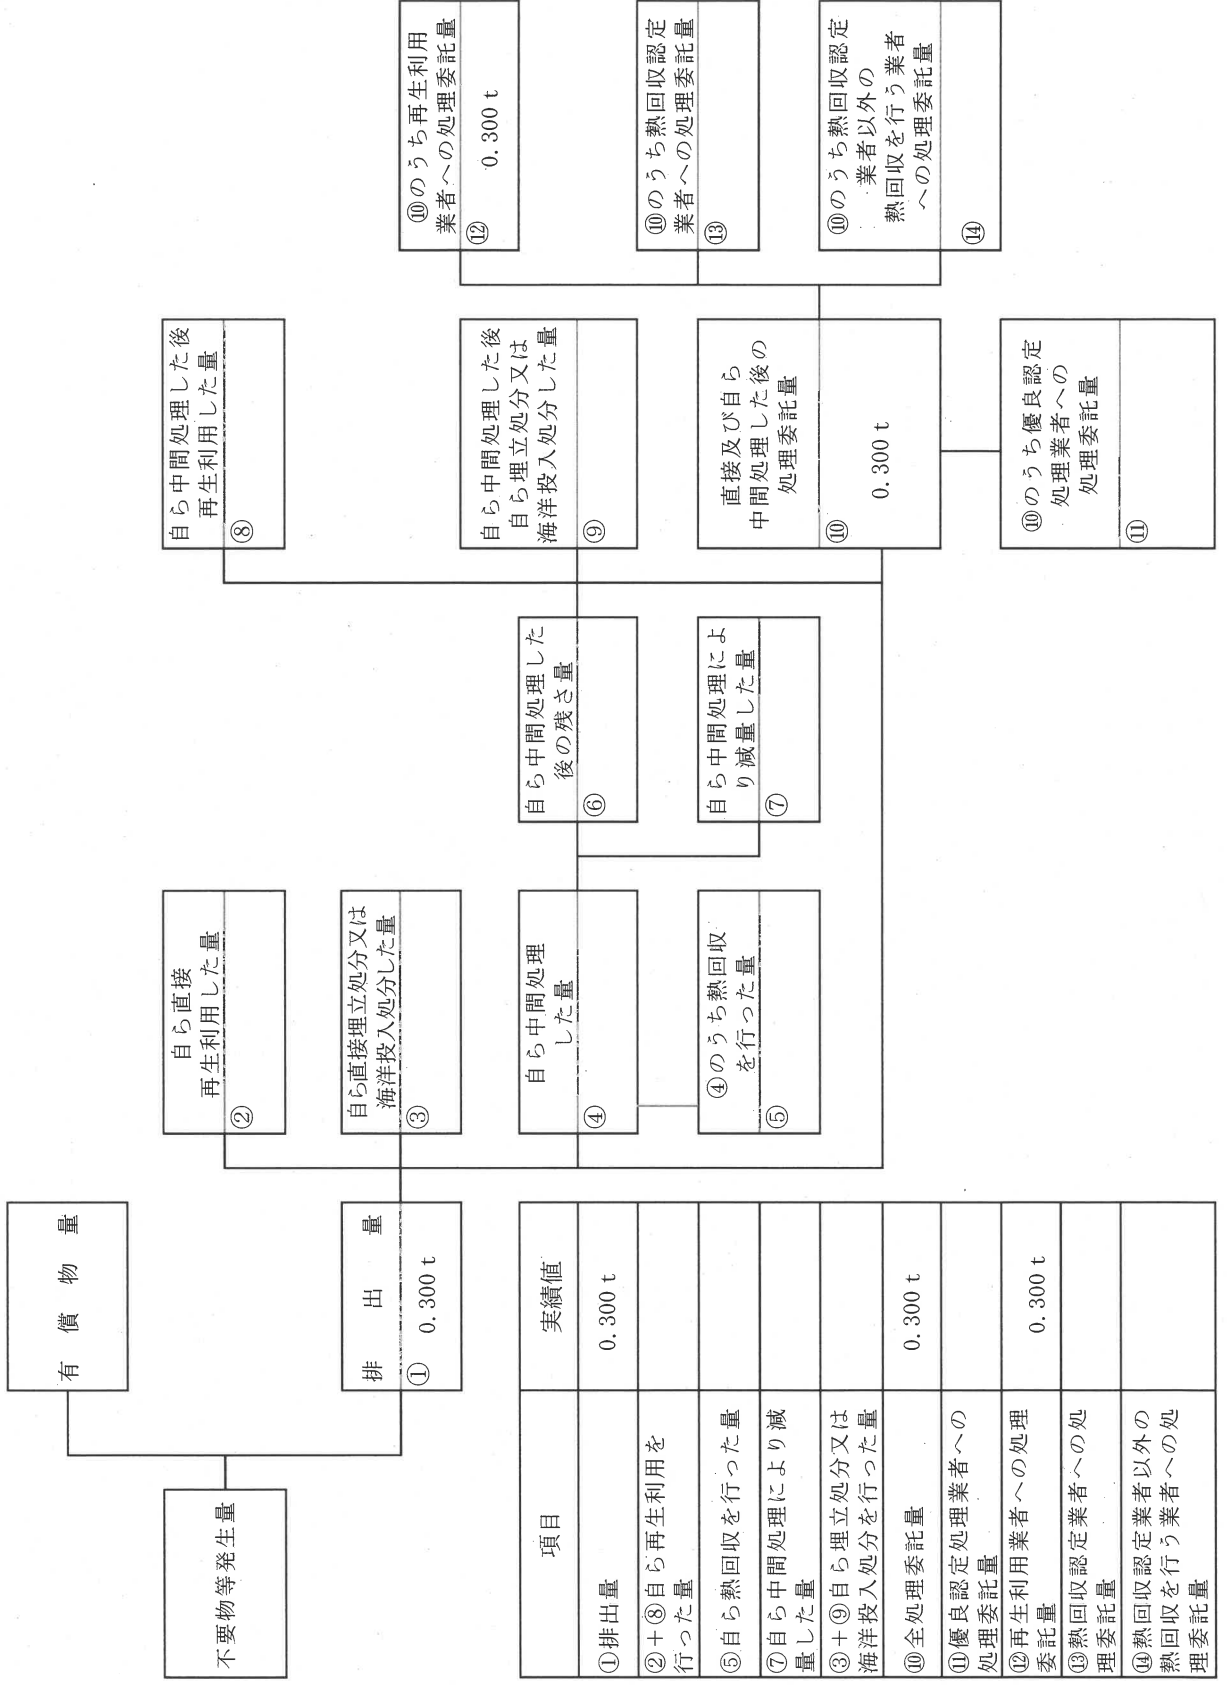 不要物等発生量
有償物量
排出量
① 0.300 t
自ら直接
再生利用した量
②
自ら直接埋立処分又は
海洋投入処分した量
③
自ら中間処理
した量
④
④のうち熱回収
を行った量
⑤
自ら中間処理した
後の残さ量
⑥
自ら中間処理によ
り減量した量
⑦
自ら中間処理した後
再生利用した量
⑧
自ら中間処理した後
自ら埋立処分又は
海洋投入処分した量
⑨
直接及び自ら
中間処理した後の
処理委託量
⑩
0.300 t
⑩のうち優良認定
処理業者への
処理委託量
⑪
⑩のうち再生利用
業者への処理委託量
⑫ 0.300 t
⑩のうち熱回収認定
業者への処理委託量
⑬
⑩のうち熱回収認定
業者以外の
熱回収を行う業者
への処理委託量
⑭
項目 実績値
①排出量 0.300 t
②+⑧自ら再生利用を
行った量
⑤自ら熱回収を行った量
⑦自ら中間処理により減
量した量
③+⑨自ら埋立処分又は
海洋投入処分を行った量
⑩全処理委託量 0.300 t
⑪優良認定処理業者への
処理委託量
⑫再生利用業者への処理
委託量 0.300 t
⑬熱回収認定業者への処
理委託量
⑭熱回収認定業者以外の
熱回収を行う業者への処
理委託量